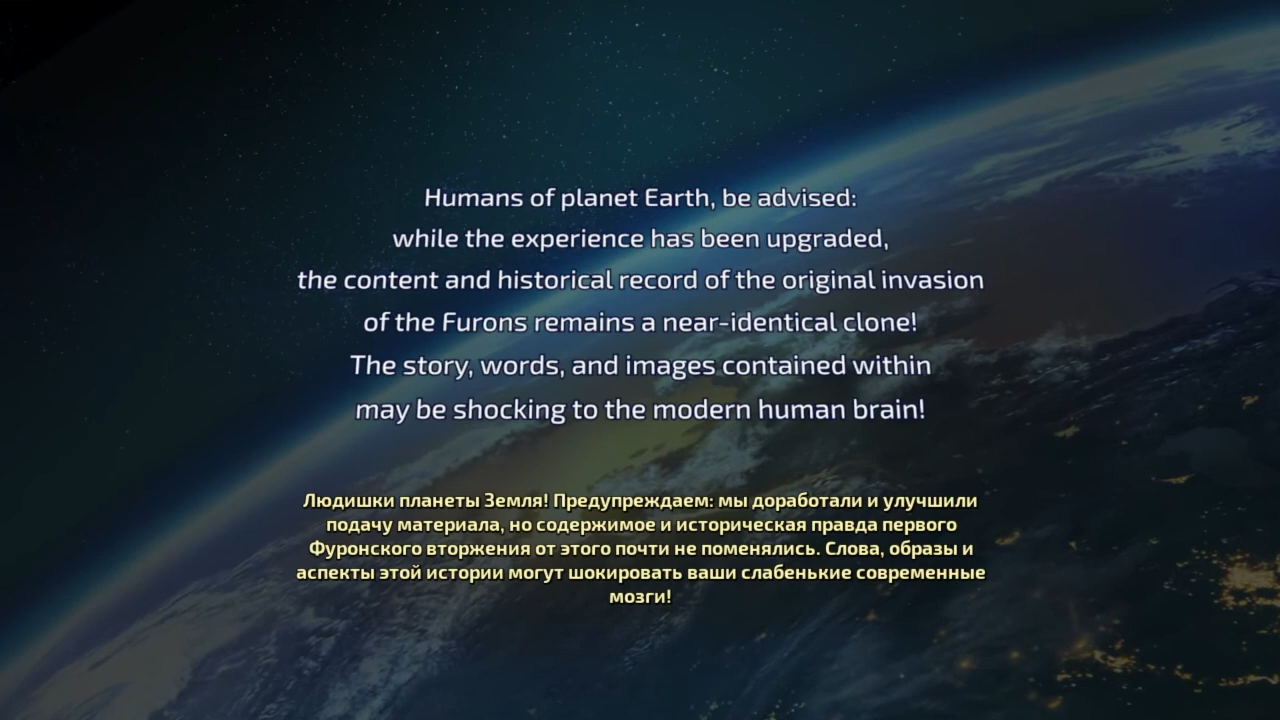 Humans of planet Earth, be advised:
while the experience has been upgraded,
the content and historical record of the original invasion
of the Furons remains a near-identical clone!
The story, words, and images contained within
may be shocking to the modern human brain!
Людишки планеты Земля! Предупреждаем: мы доработали и улучшили
подачу материала, но содержимое и историческая правда первого
Фуронского вторжения от этого почти не поменялись. Слова, образы и
аспекты этой истории могут шокировать ваши слабенькие современные
мозги!